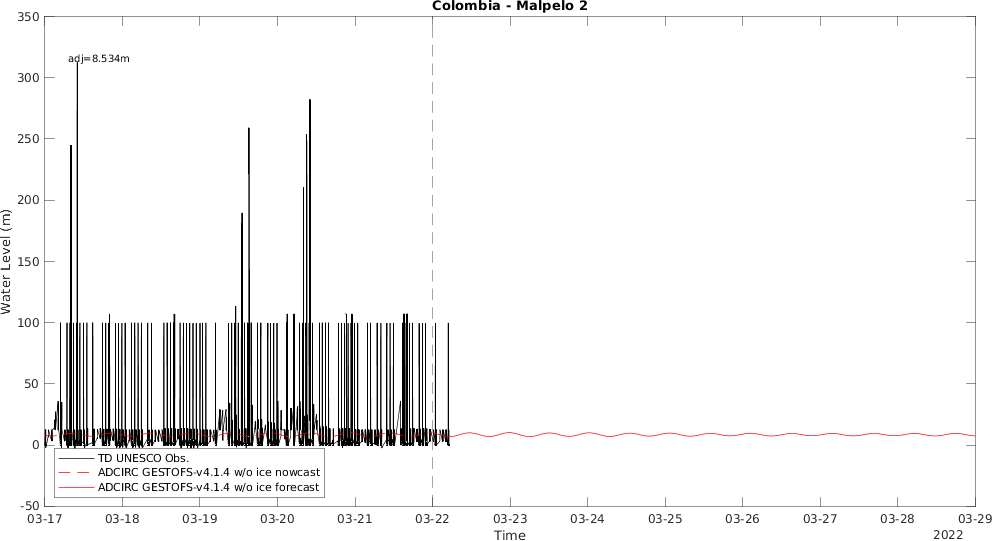 Colombia - Malpelo 2
350
300
250
200
150
100
50
0
-50
Water Level (m)
adj=8.534m
TD UNESCO Obs.
ADCIRC GESTOFS-v4.1.4 w/o ice nowcast
ADCIRC GESTOFS-v4.1.4 w/o ice forecast
03-17 03-18 03-19 03-20 03-21 03-22 03-23 03-24 03-25 03-26 03-27 03-28 03-29
Time
2022